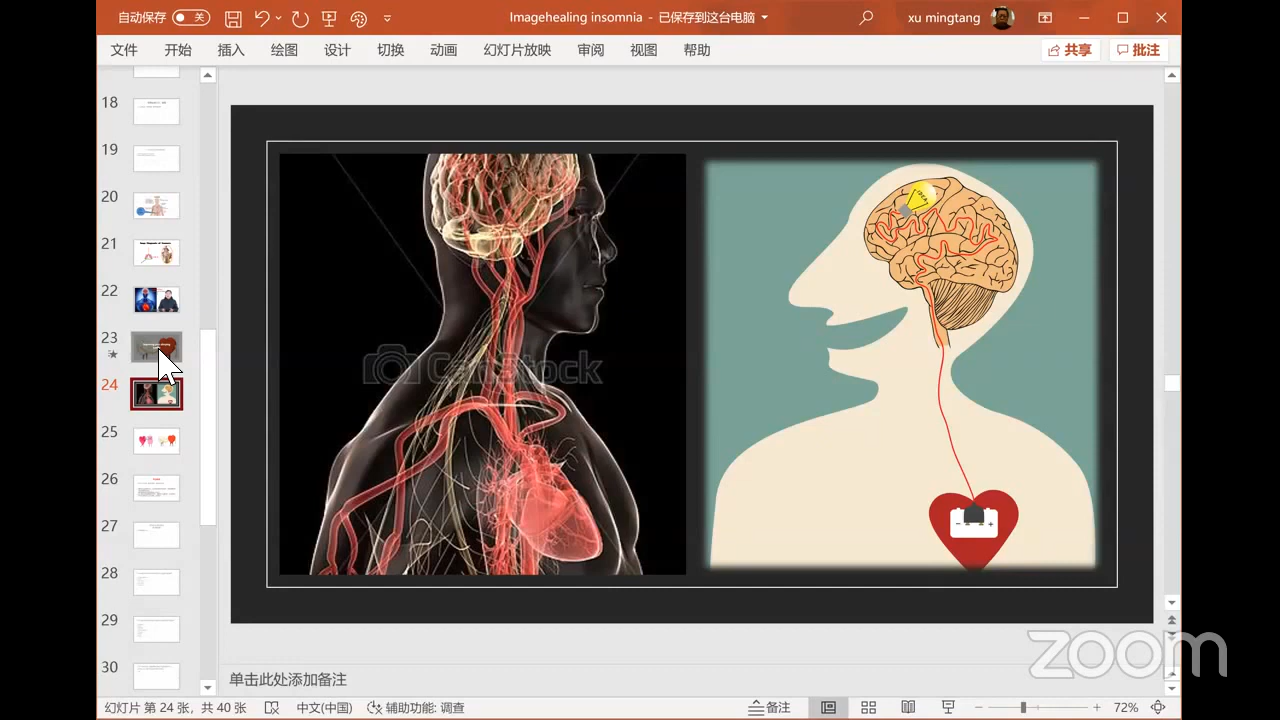 自动保存 关 Imagehealing insomnia - 已保存到这台电脑 xu mingtang
文件 开始 插入 绘图 设计 切换 动画 幻灯片放映 审阅 视图 帮助 共享 批注
18
19
20
21
22
23
24
25
26
27
28
29
30
CanStock
单击此处添加备注
zoom
幻灯片 第 24 张，共 40 张 中文(中国) 辅助功能: 调查 备注 72%